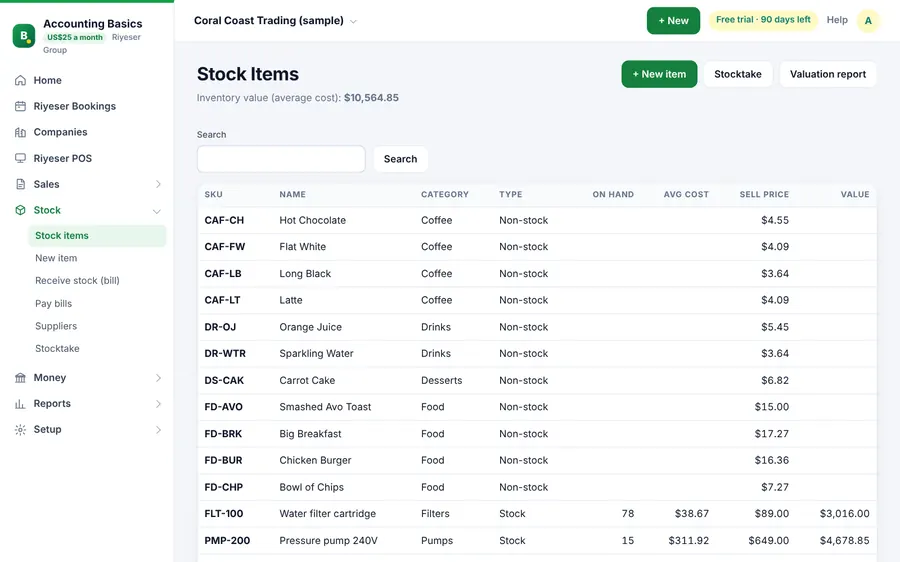 Accounting Basics
US$25 a month Riyeser Group
B.
Coral Coast Trading (sample)
+ New
Free trial · 90 days left
Help
A
Home
Riyeser Bookings
Companies
Riyeser POS
Sales
Stock
Stock items
New item
Receive stock (bill)
Pay bills
Suppliers
Stocktake
Money
Reports
Setup
Stock Items
Inventory value (average cost): $10,564.85
+ New item
Stocktake
Valuation report
Search
Search
SKU NAME CATEGORY TYPE ON HAND AVG COST SELL PRICE VALUE
CAF-CH Hot Chocolate Coffee Non-stock $4.55
CAF-FW Flat White Coffee Non-stock $4.09
CAF-LB Long Black Coffee Non-stock $3.64
CAF-LT Latte Coffee Non-stock $4.09
DR-OJ Orange Juice Drinks Non-stock $5.45
DR-WTR Sparkling Water Drinks Non-stock $3.64
DS-CAK Carrot Cake Desserts Non-stock $6.82
FD-AVO Smashed Avo Toast Food Non-stock $15.00
FD-BRK Big Breakfast Food Non-stock $17.27
FD-BUR Chicken Burger Food Non-stock $16.36
FD-CHP Bowl of Chips Food Non-stock $7.27
FLT-100 Water filter cartridge Filters Stock 78 $38.67 $89.00 $3,016.00
PMP-200 Pressure pump 240V Pumps Stock 15 $311.92 $649.00 $4,678.85